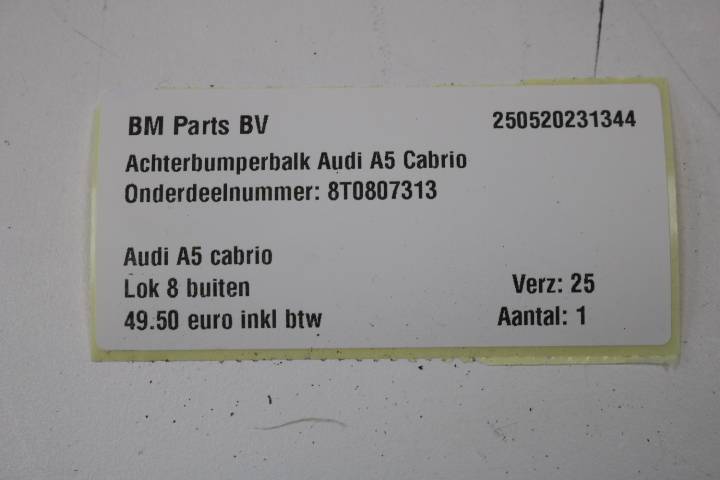 BM Parts BV 250520231344
Achterbumperbalk Audi A5 Cabrio
Onderdeelnummer: 8T0807313
Audi A5 cabrio
Lok 8 buiten Verz: 25
49.50 euro inkl btw Aantal: 1